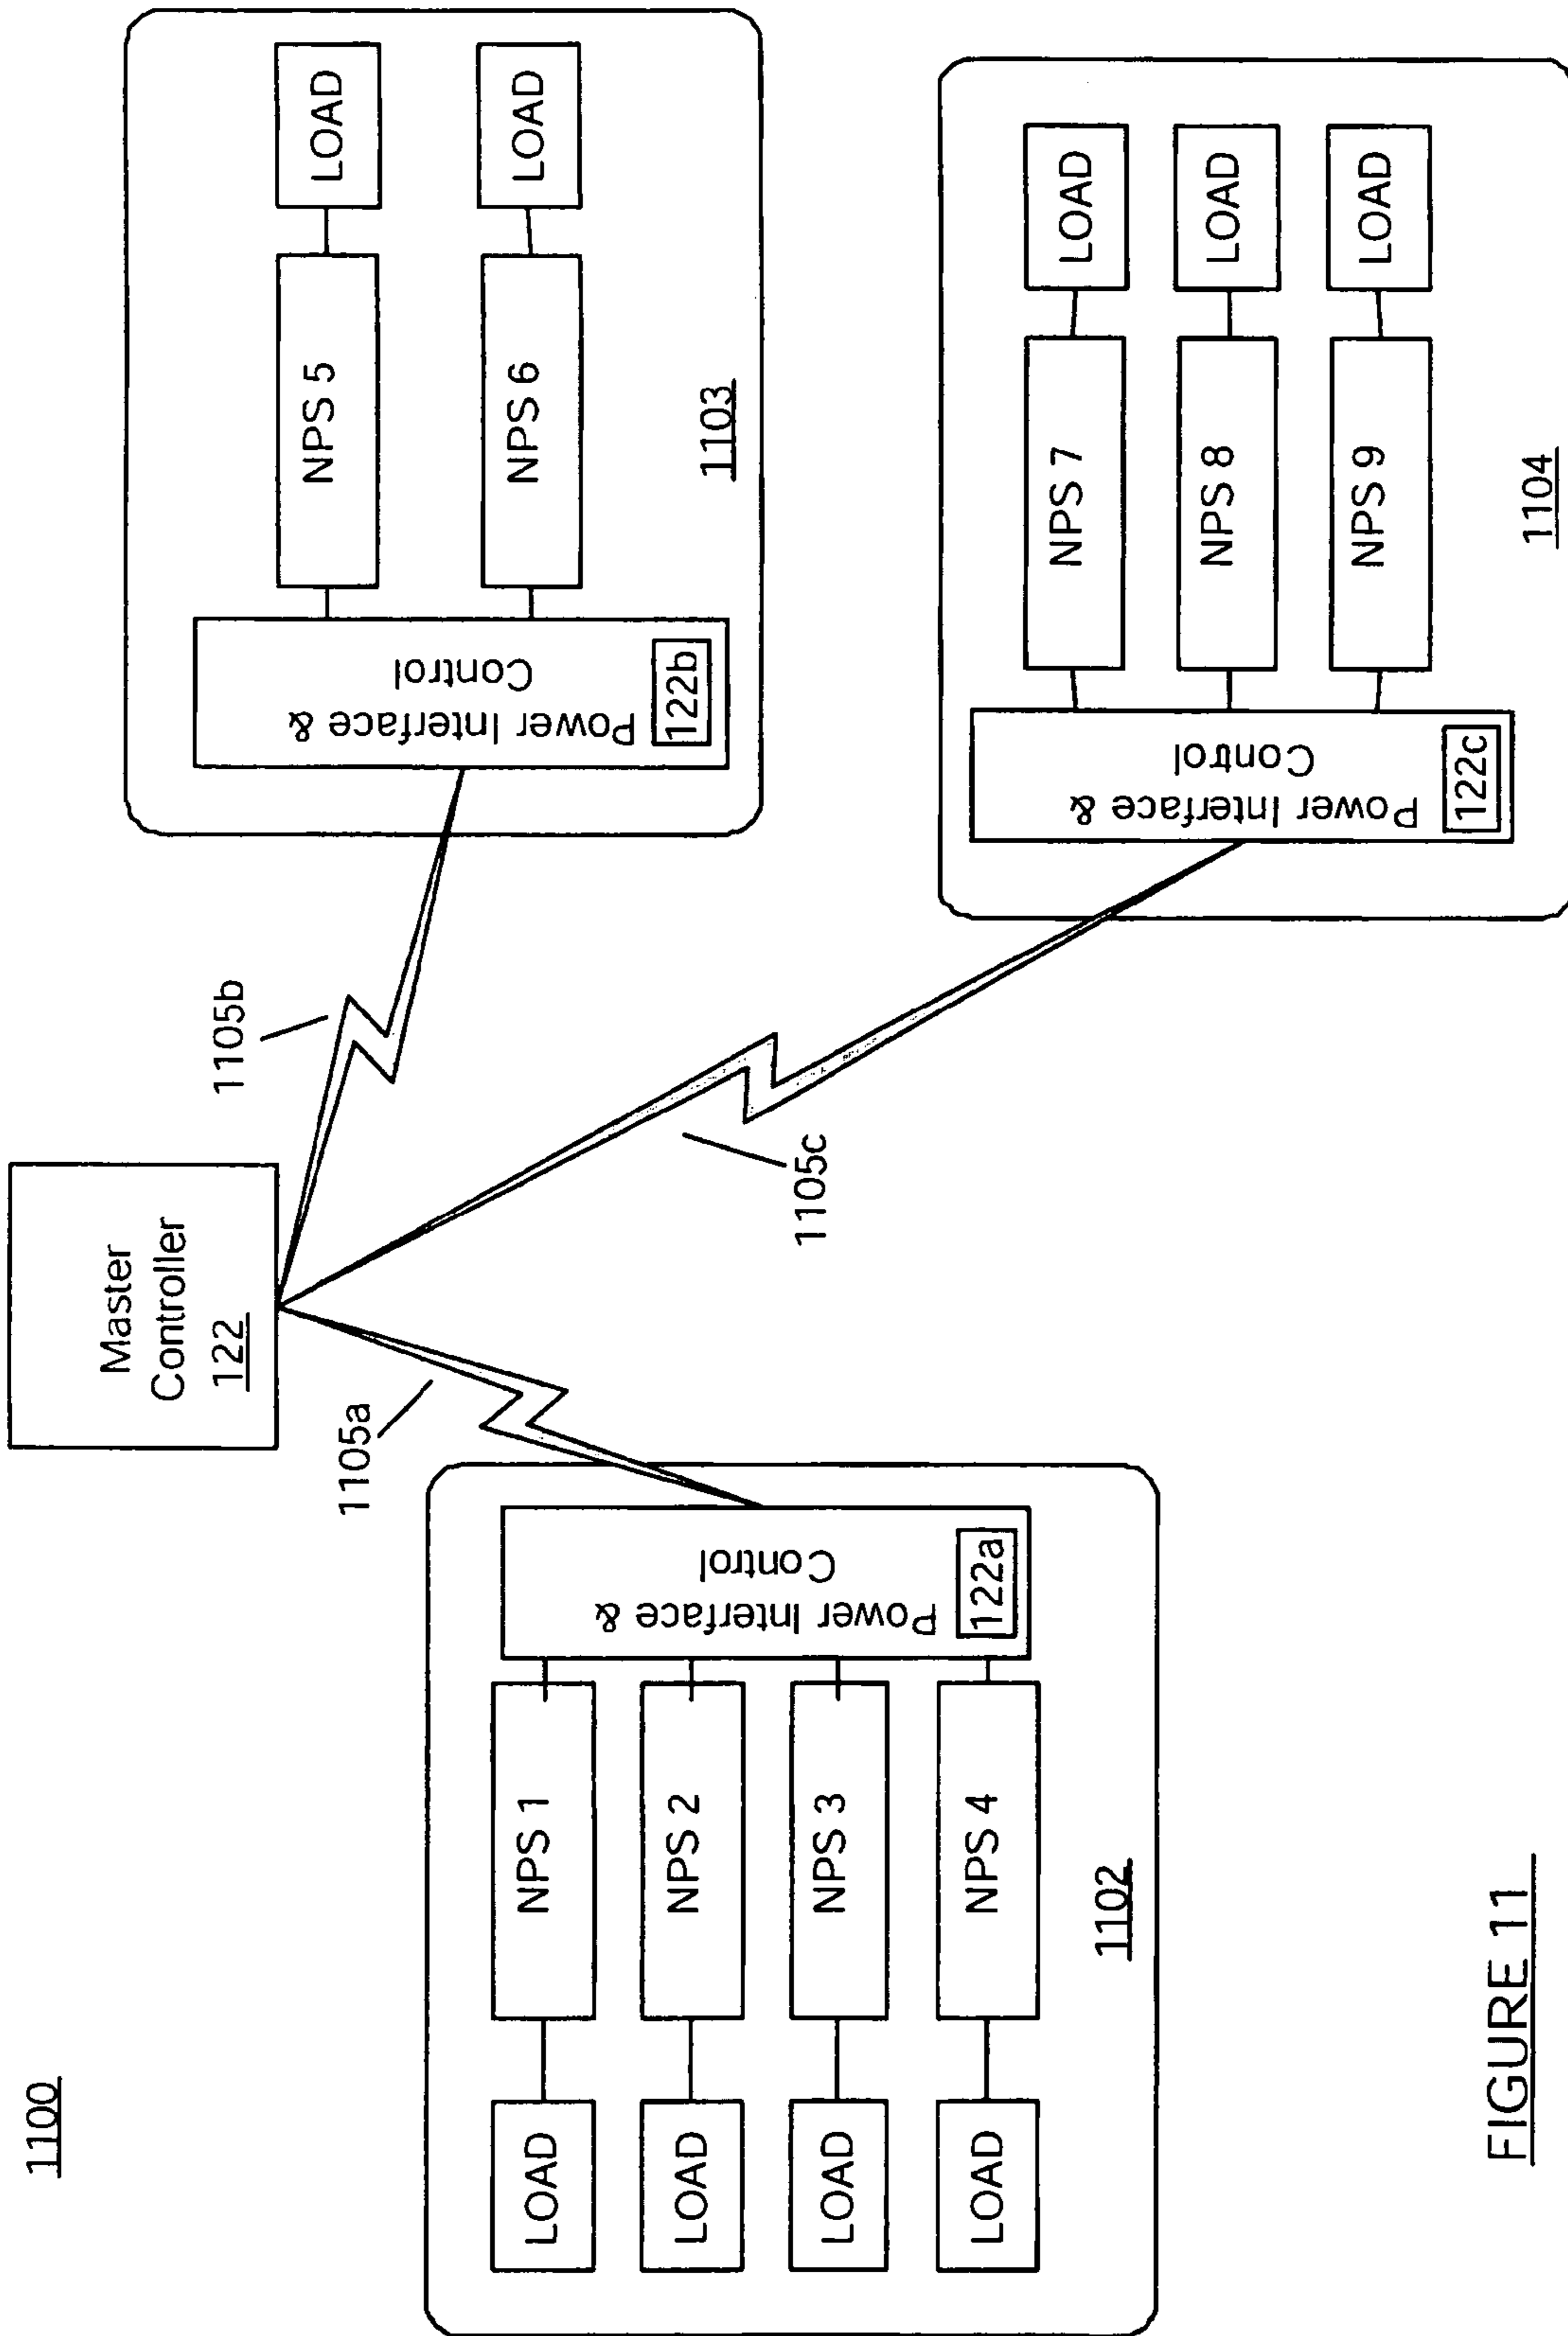 1100
Master
Controller
122
1105a
1105b
1105c
LOAD
NPS 1
LOAD
NPS 2
LOAD
NPS 3
LOAD
NPS 4
Power Interface &
Control
122a
1102
Power Interface &
Control
122b
NPS 5
LOAD
NPS 6
LOAD
1103
Power Interface &
Control
122c
NPS 7
LOAD
NPS 8
LOAD
NPS 9
LOAD
1104
FIGURE 11